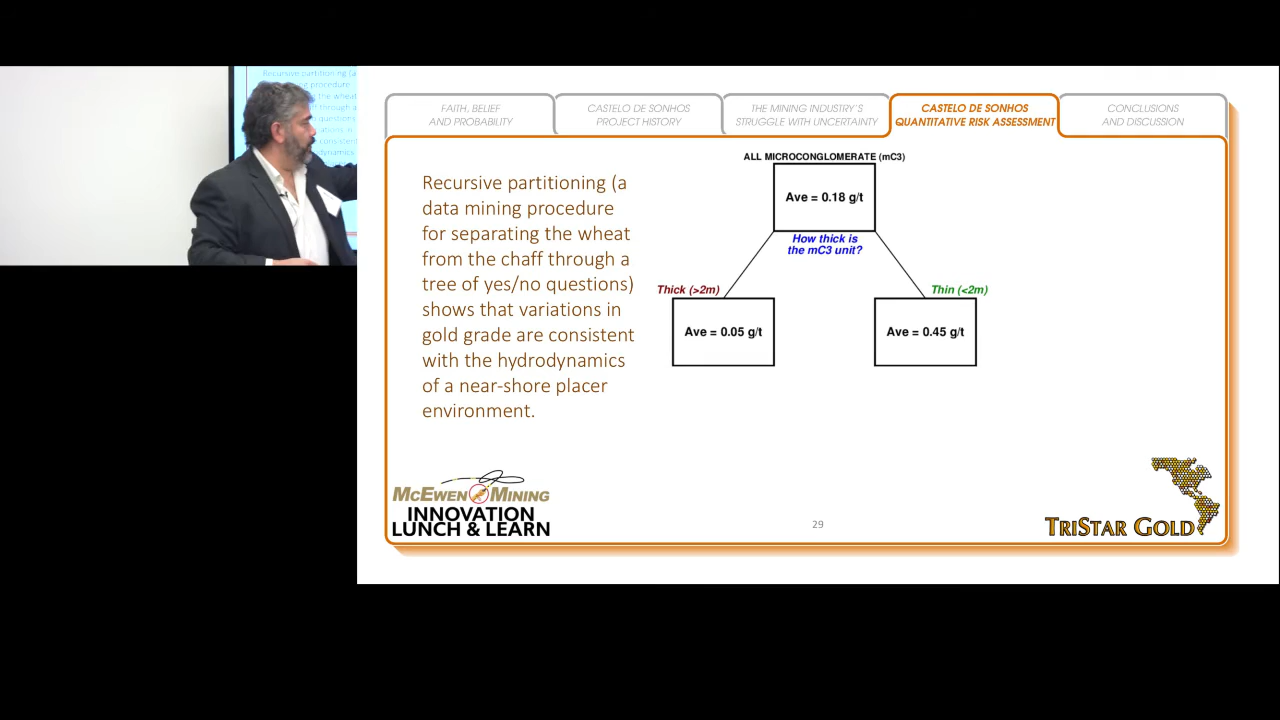 Recursive partitioning (a
FAITH, BELIEF
AND PROBABILITY
CASTELO DE SONHOS
PROJECT HISTORY
THE MINING INDUSTRY'S
STRUGGLE WITH UNCERTAINTY
CASTELO DE SONHOS
QUANTITATIVE RISK ASSESSMENT
CONCLUSIONS
AND DISCUSSION
Recursive partitioning (a
data mining procedure
for separating the wheat
from the chaff through a
tree of yes/no questions)
shows that variations in
gold grade are consistent
with the hydrodynamics
of a near-shore placer
environment.
ALL MICROCONGLOMERATE (mC3)
Ave = 0.18 g/t
How thick is
the mC3 unit?
Thick (>2m)
Thin (<2m)
Ave = 0.05 g/t
Ave = 0.45 g/t
MCEWEN MINING
INNOVATION
LUNCH & LEARN
29
TRISTAR GOLD